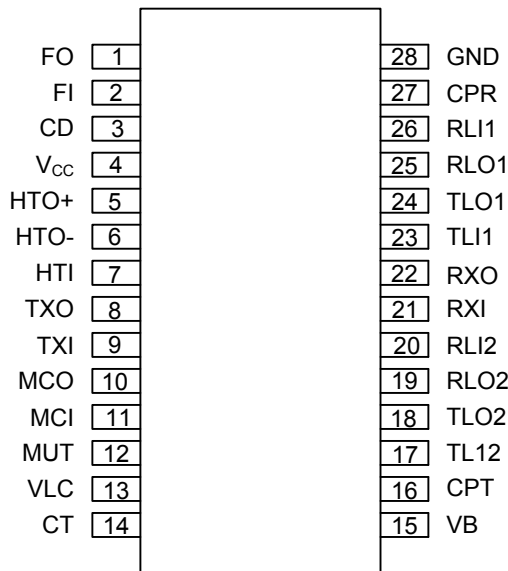 FO 1 28 GND
FI 2 27 CPR
CD 3 26 RLI1
VCC 4 25 RLO1
HTO+ 5 24 TLO1
HTO- 6 23 TLI1
HTI 7 22 RXO
TXO 8 21 RXI
TXI 9 20 RLI2
MCO 10 19 RLO2
MCI 11 18 TLO2
MUT 12 17 TL12
VLC 13 16 CPT
CT 14 15 VB